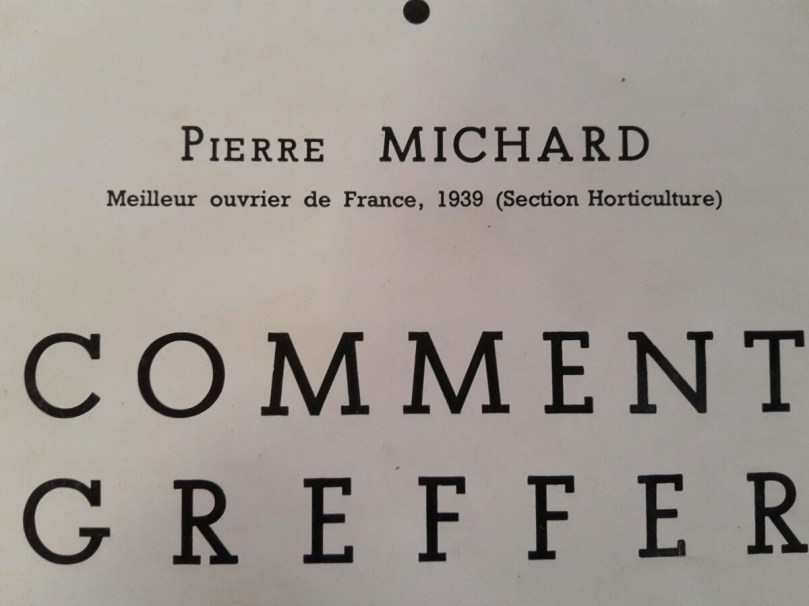 PIERRE MICHARD
Meilleur ouvrier de France, 1939 (Section Horticulture)
COMMENT
GREFFER